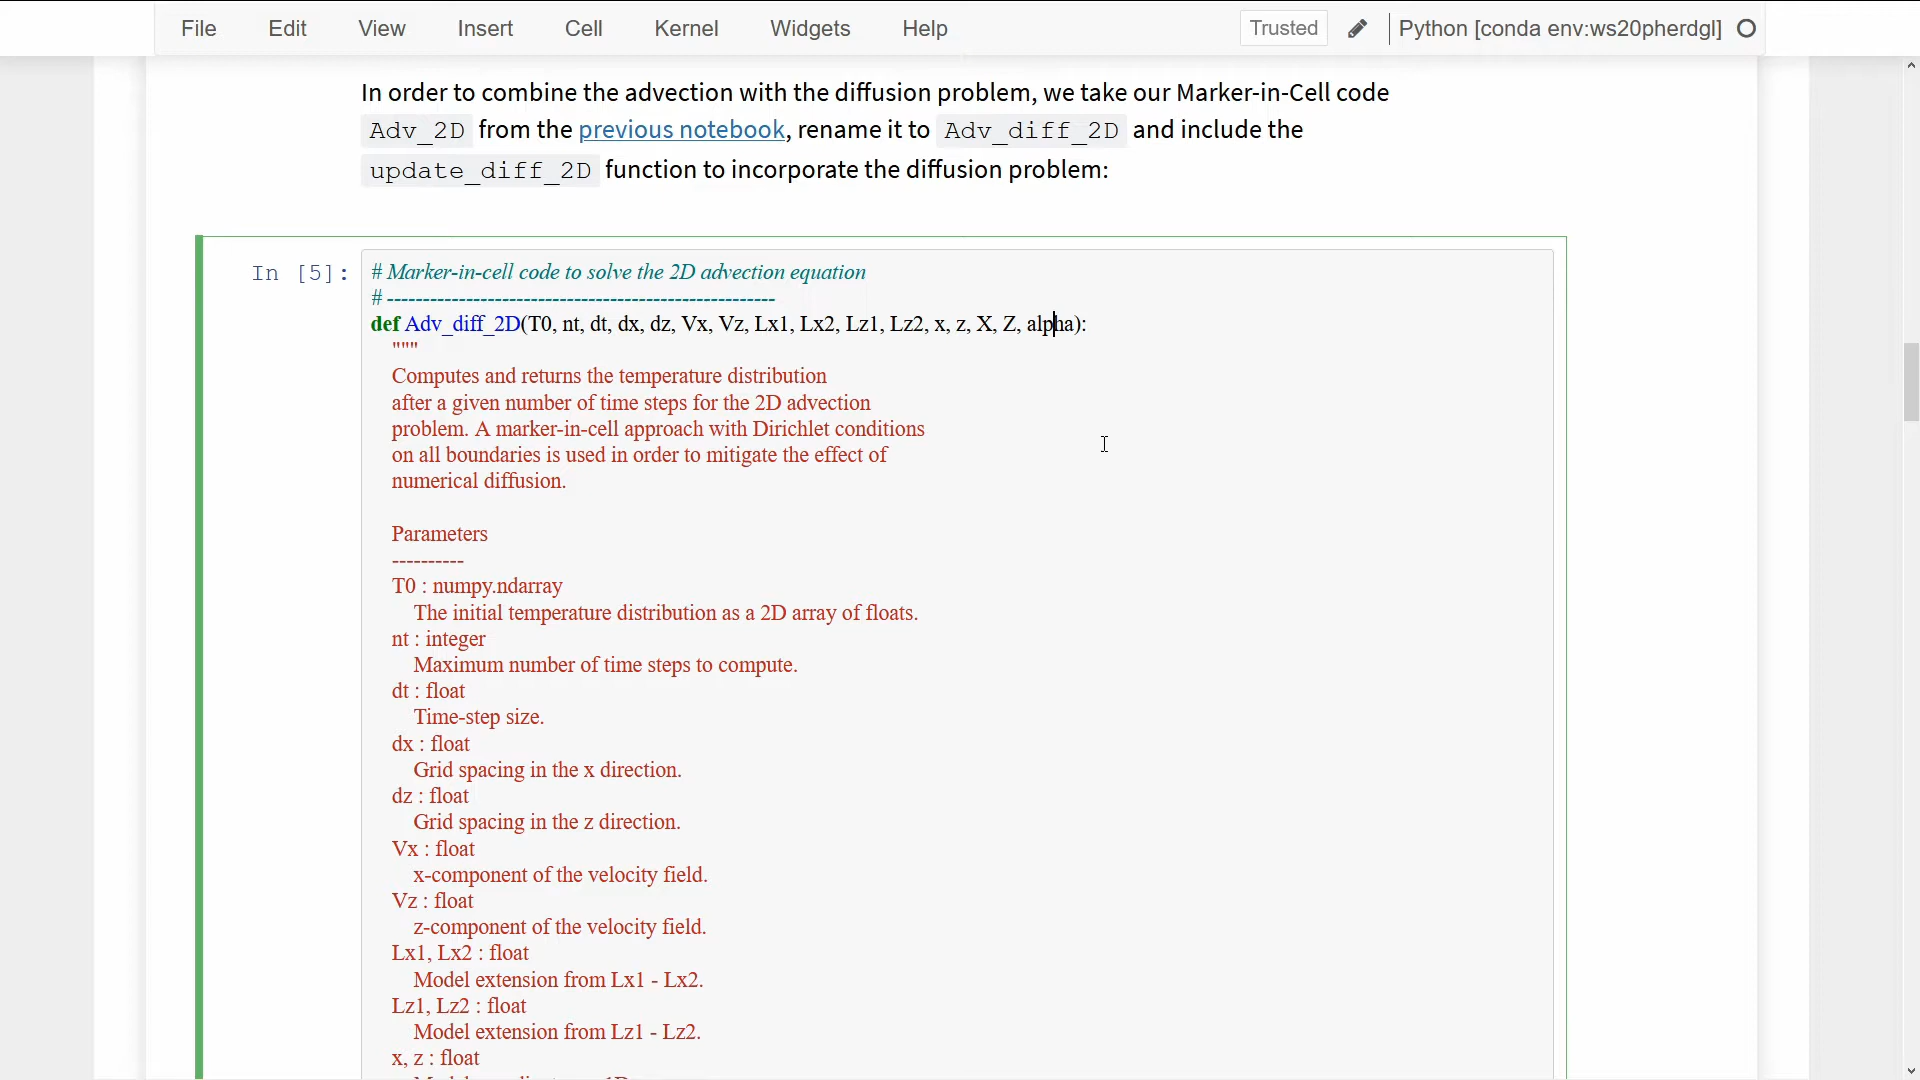 File Edit View Insert Cell Kernel Widgets Help Trusted Python [conda env:ws20pherdgl]
In order to combine the advection with the diffusion problem, we take our Marker-in-Cell code
Adv_2D from the previous notebook, rename it to Adv_diff_2D and include the
update_diff_2D function to incorporate the diffusion problem:
In [5]:
# Marker-in-cell code to solve the 2D advection equation
# ------------------------------------------------------
def Adv_diff_2D(T0, nt, dt, dx, dz, Vx, Vz, Lx1, Lx2, Lz1, Lz2, x, z, X, Z, alpha):
"""
Computes and returns the temperature distribution
after a given number of time steps for the 2D advection
problem. A marker-in-cell approach with Dirichlet conditions
on all boundaries is used in order to mitigate the effect of
numerical diffusion.
Parameters
----------
T0 : numpy.ndarray
The initial temperature distribution as a 2D array of floats.
nt : integer
Maximum number of time steps to compute.
dt : float
Time-step size.
dx : float
Grid spacing in the x direction.
dz : float
Grid spacing in the z direction.
Vx : float
x-component of the velocity field.
Vz : float
z-component of the velocity field.
Lx1, Lx2 : float
Model extension from Lx1 - Lx2.
Lz1, Lz2 : float
Model extension from Lz1 - Lz2.
x, z : float